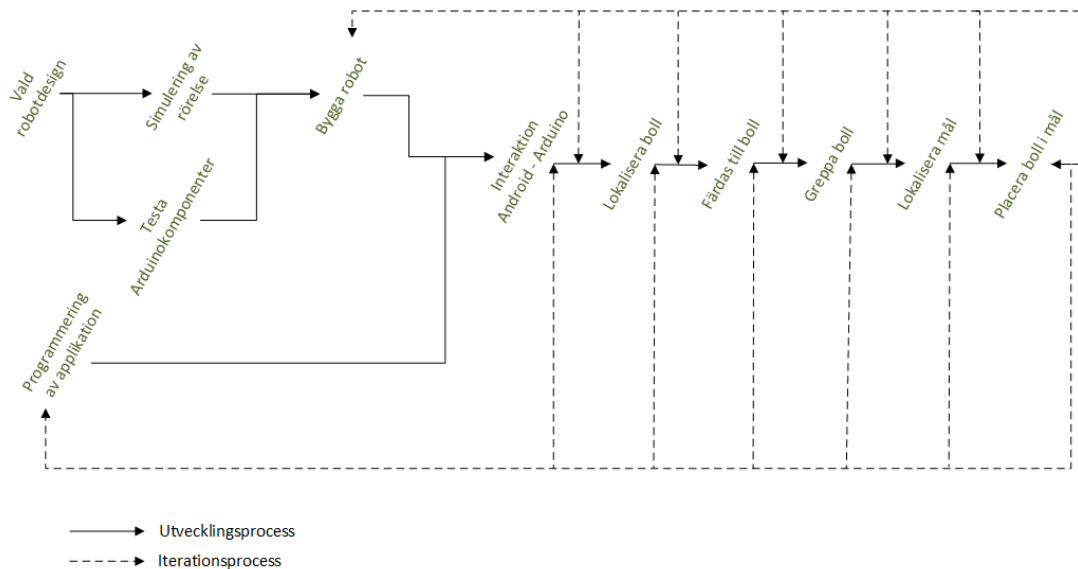 Vald
robotdesign
Simulering av
rörelse
Testa
Arduinokomponenter
Programmering
av applikation
Bygga robot
Interaktion
Android - Arduino
Lokalisera boll
Färdas till boll
Greppa boll
Lokalisera mål
Placera boll i mål
Utvecklingsprocess
Iterationsprocess